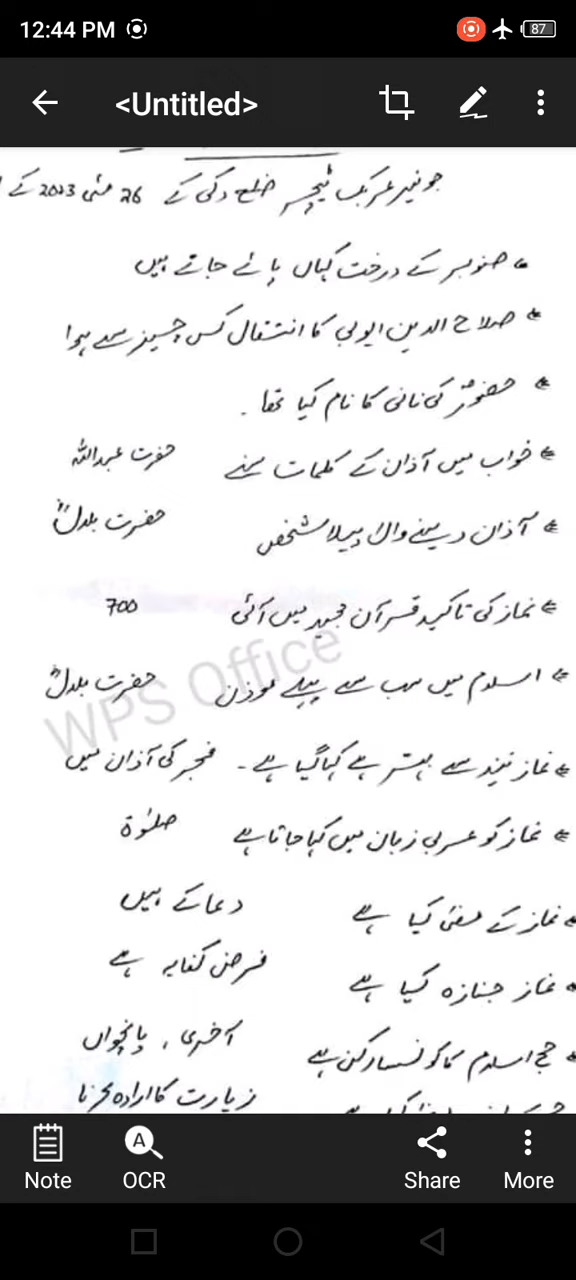 12:44 PM 87
<Untitled>
جونیئر عربک ٹیچر ضلع دکی کے 26 مئی 2023 کے
صنوبر کے درخت کہاں پائے جاتے ہیں
صلاح الدین ایوبی کا انتقال کس چیز سے ہوا
حضورؐ کی نانی کا نام کیا تھا۔
خواب میں آذان کے کلمات سنے حضرت عبداللہ
آذان دینے والا پہلا شخص حضرت بلالؓ
نماز کی تاکید قرآن مجید میں آئی 700
اسلام میں سب سے پہلے موذن حضرت بلالؓ
نماز نیند سے بہتر ہے کہا گیا ہے۔ فجر کی آذان میں
نماز کو عربی زبان میں کہا جاتا ہے صلوٰة
نماز کے معنی کیا ہے دعا کے ہیں
نماز جنازہ کیا ہے فرض کفایہ ہے
حج اسلام کا کونسا رکن ہے آخری، پانچواں
زیارت کا ارادہ کرنا
WPS Office
Note OCR Share More